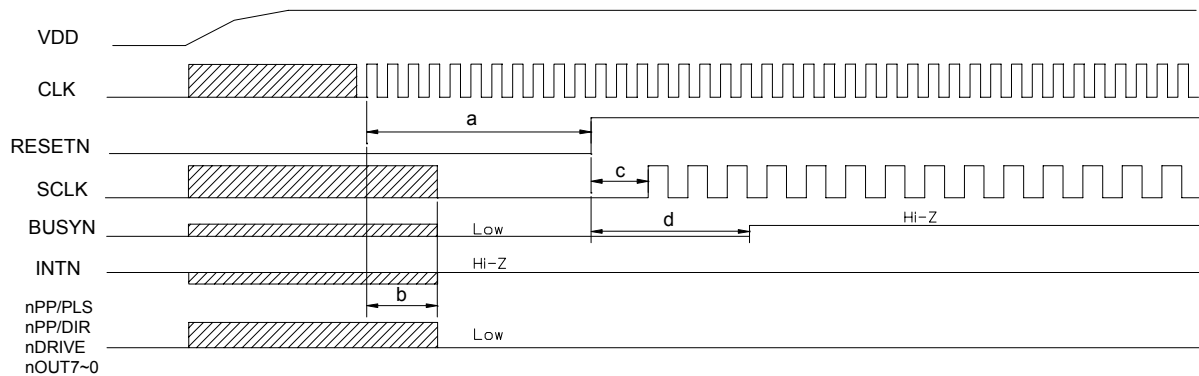 VDD
CLK
a
RESETN
c
SCLK
d
Hi-Z
BUSYN
Low
INTN
Hi-Z
b
nPP/PLS
nPP/DIR
Low
nDRIVE
nOUT7~0